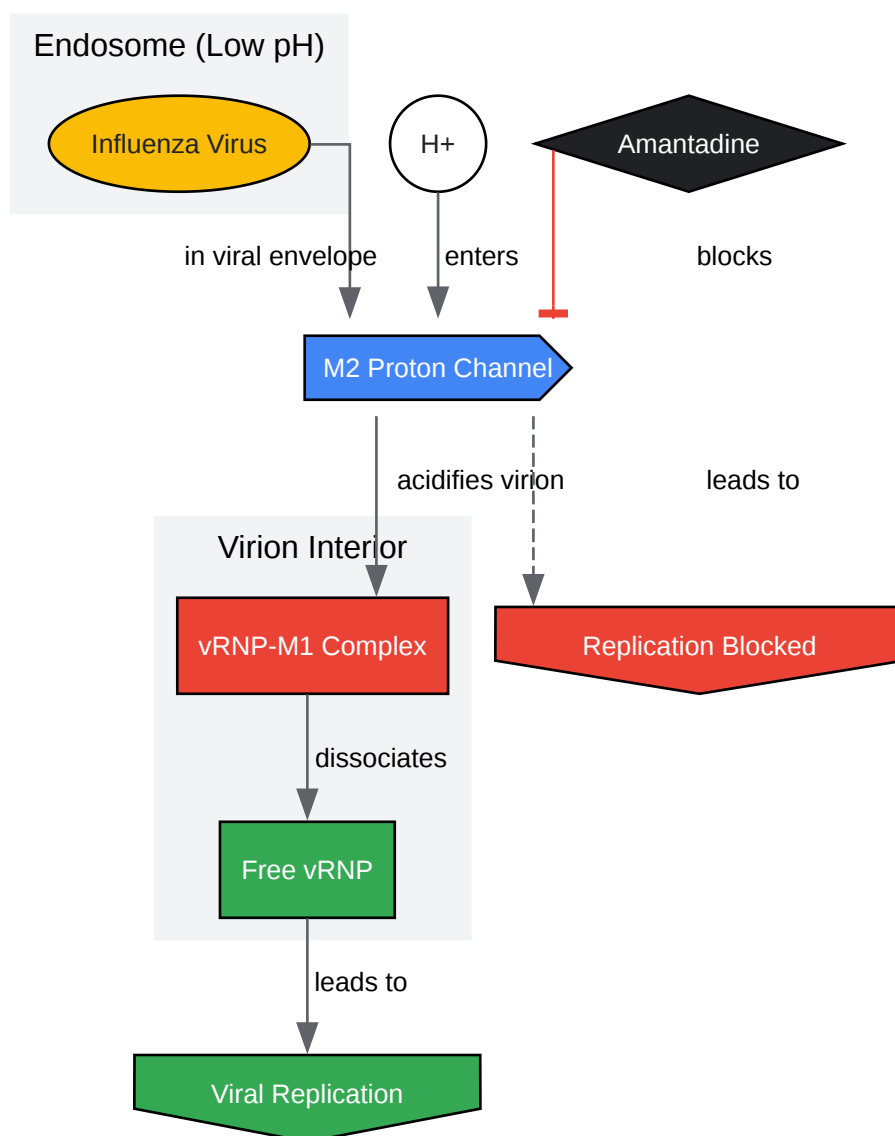 Endosome (Low pH)
Influenza Virus
H+
Amantadine
in viral envelope
enters
blocks
M2 Proton Channel
acidifies virion
leads to
Virion Interior
vRNP-M1 Complex
Replication Blocked
dissociates
Free vRNP
leads to
Viral Replication